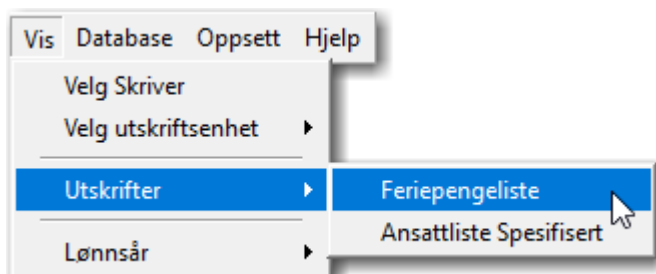 Vis Database Oppsett Hjelp
Velg Skriver
Velg utskriftsenhet
Utskrifter Feriepengeliste
Ansattliste Spesifisert
Lønnsår